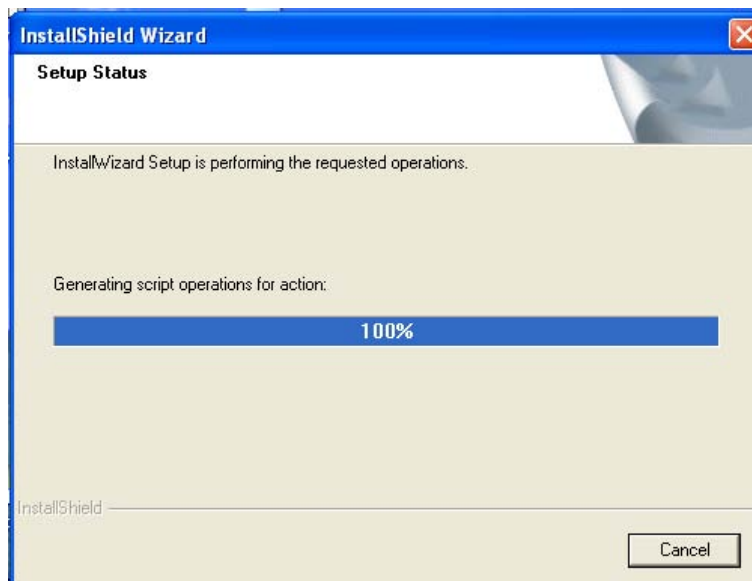 InstallShield Wizard
Setup Status
InstallWizard Setup is performing the requested operations.
Generating script operations for action:
100%
InstallShield
Cancel